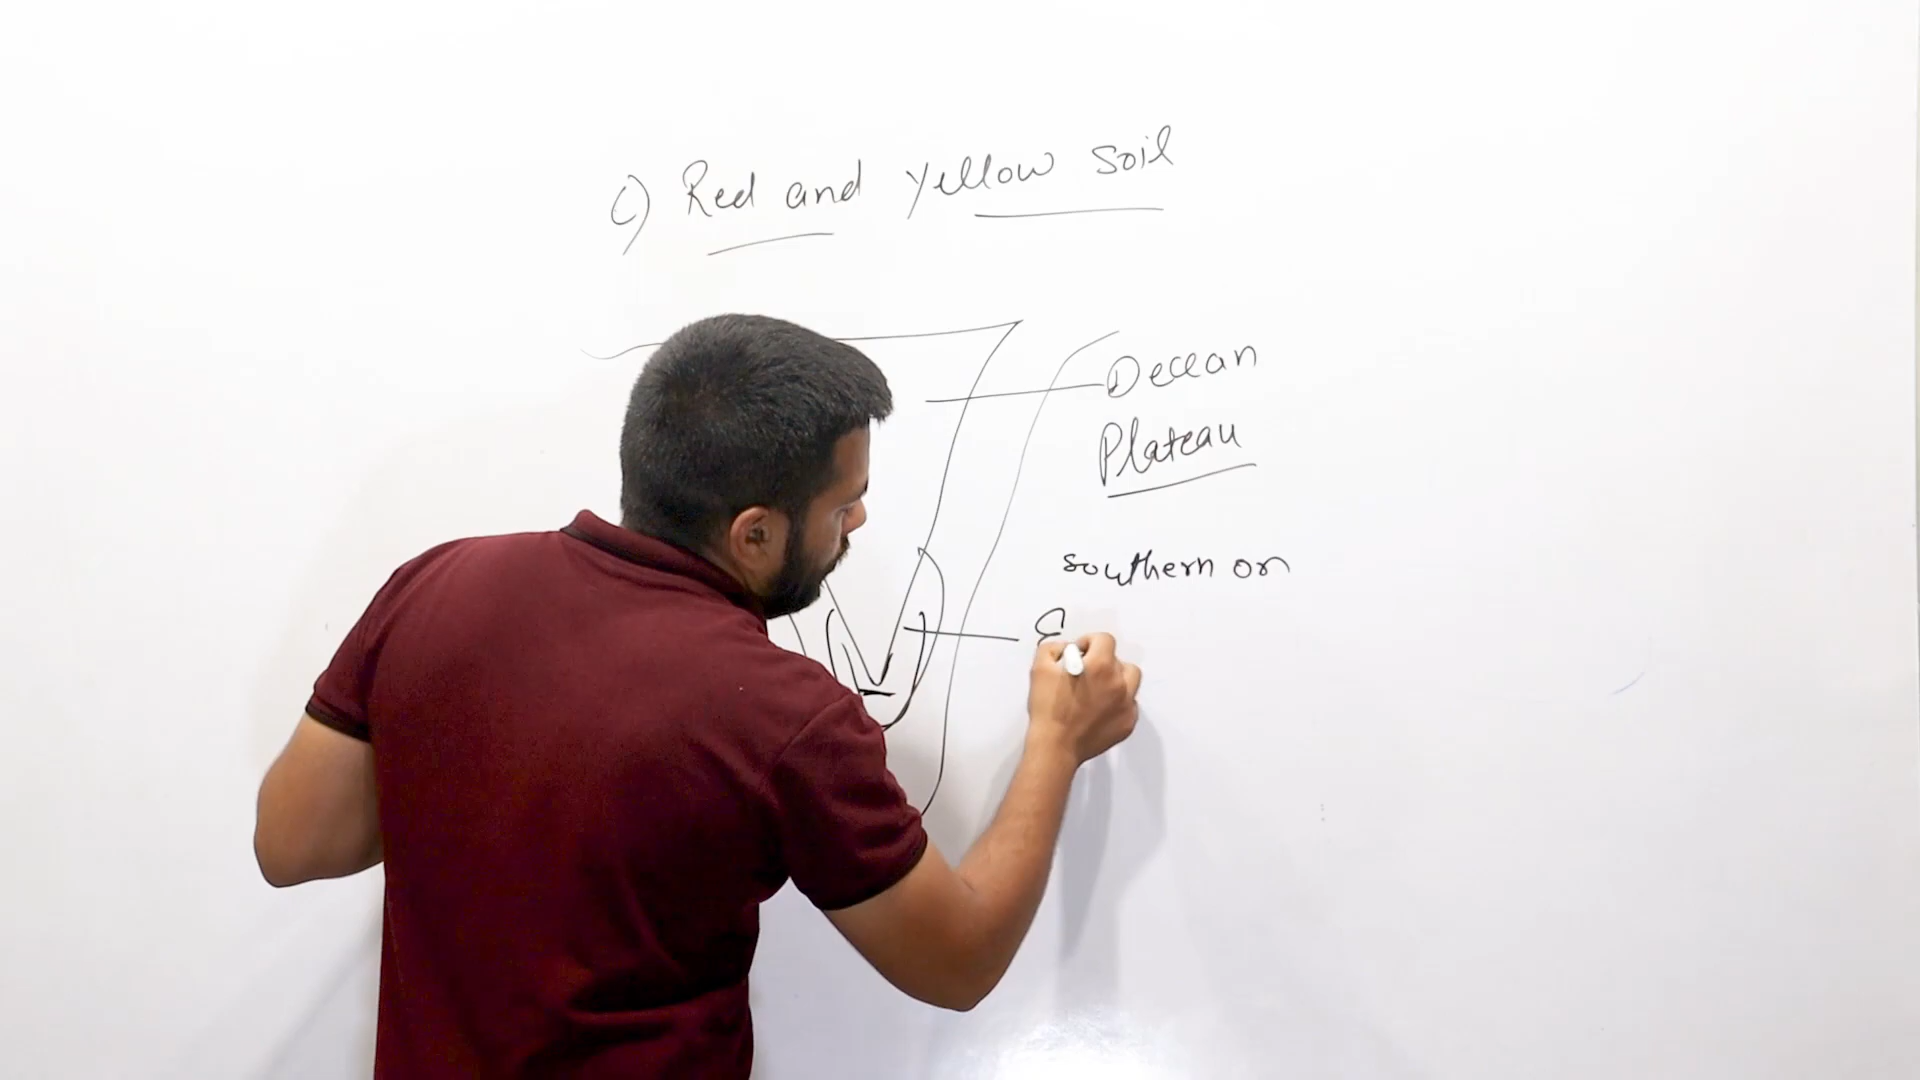 C) Red and yellow soil
Deccan
Plateau
southern or
E